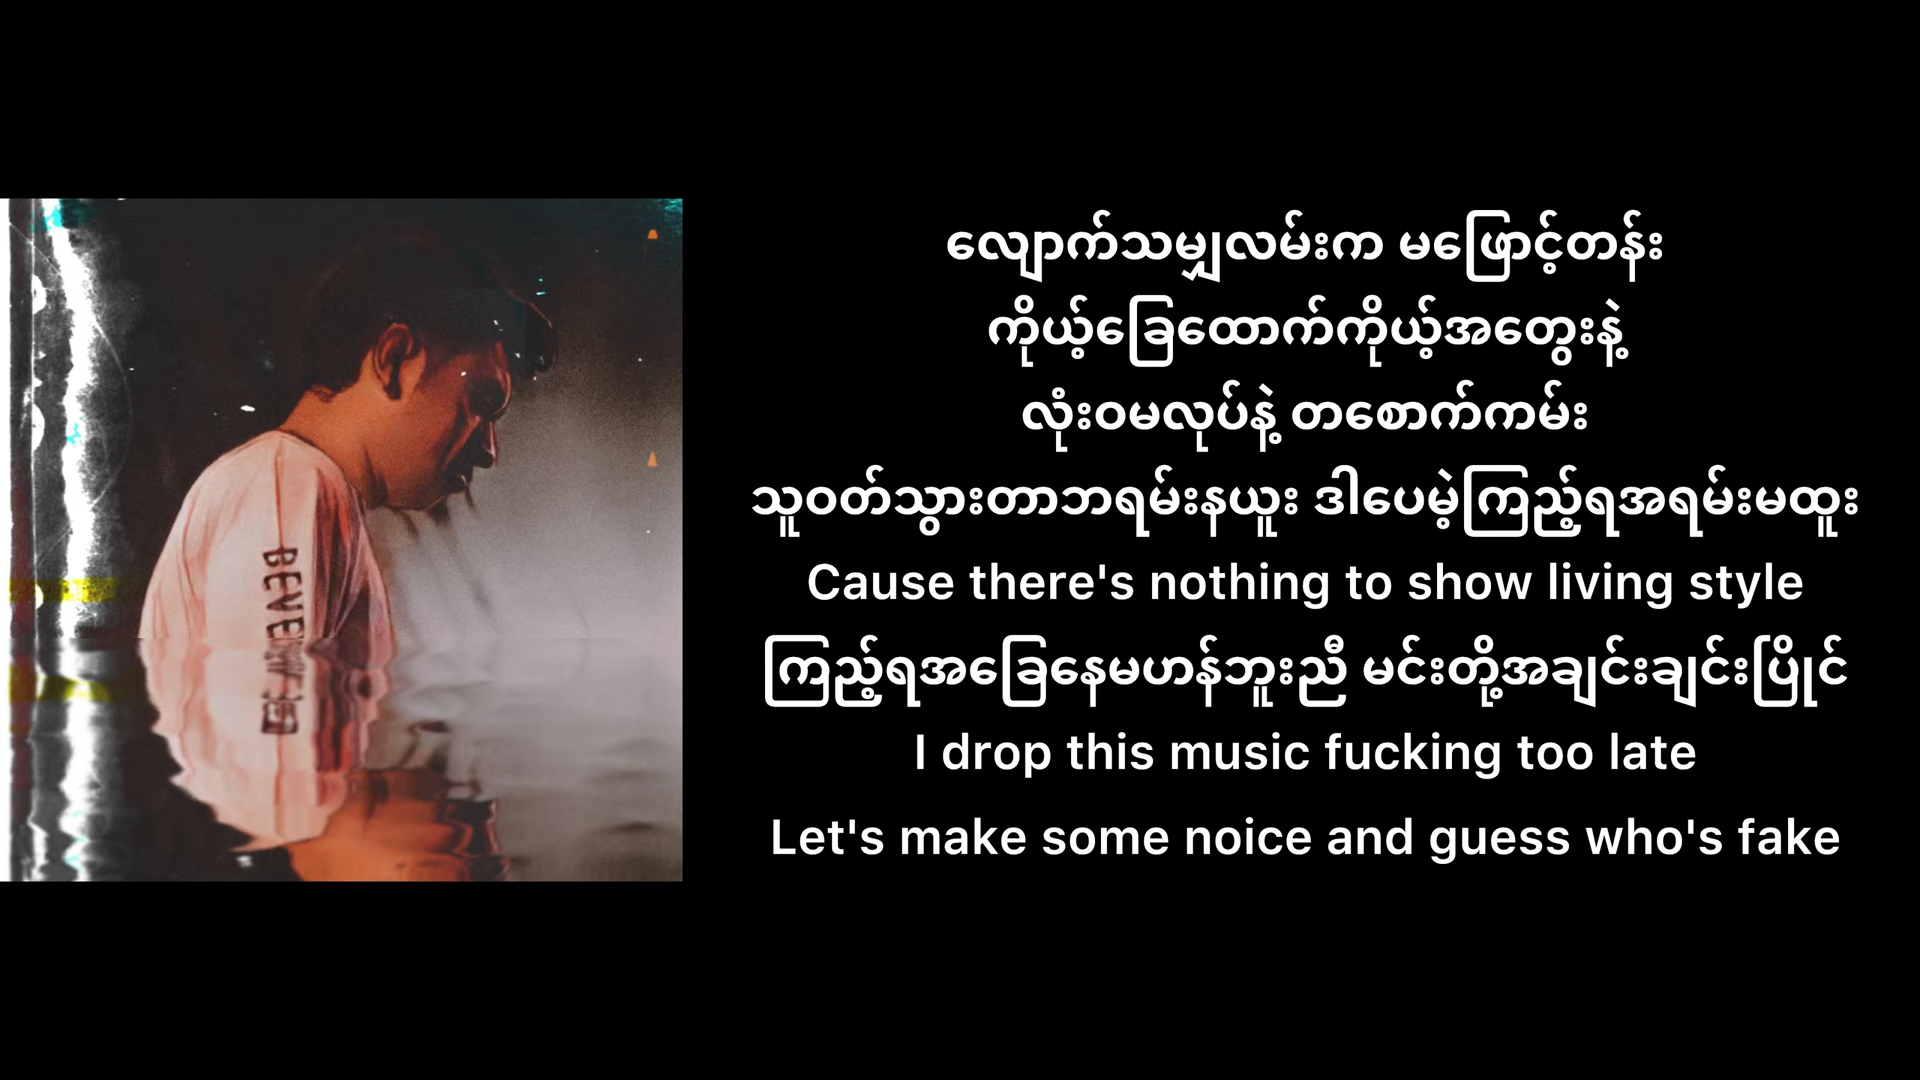 လျောက်သမျှလမ်းက မဖြောင့်တန်း
ကိုယ့်ခြေထောက်ကိုယ့်အတွေးနဲ့
လုံးဝမလုပ်နဲ့ တစောက်ကမ်း
သူဝတ်သွားတာဘရမ်းနယူး ဒါပေမဲ့ကြည့်ရအရမ်းမထူး
Cause there's nothing to show living style
ကြည့်ရအခြေနေမဟန်ဘူးညီ မင်းတို့အချင်းချင်းပြိုင်
I drop this music fucking too late
Let's make some noice and guess who's fake